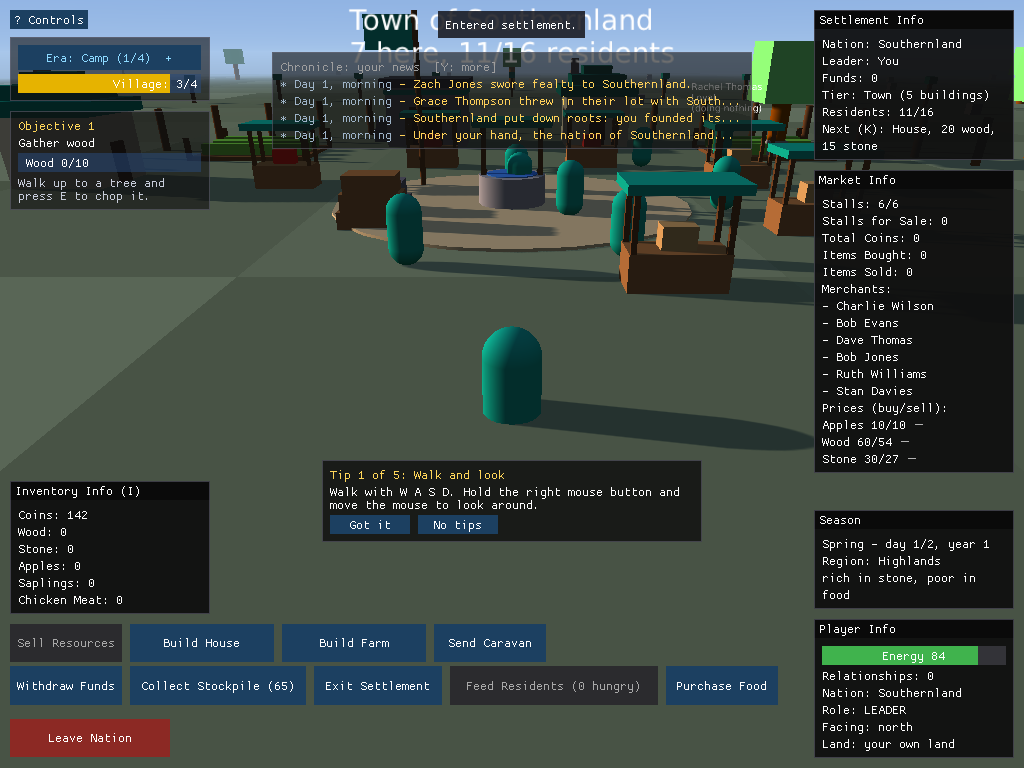 ? Controls
Town of Southernland
Entered settlement.
7 here, 11/16 residents
Era: Camp (1/4) +
Village: 3/4
Objective 1
Gather wood
Wood 0/10
Walk up to a tree and
press E to chop it.
Chronicle: your news [Y: more]
* Day 1, morning - Zach Jones swore fealty to Southernland.
* Day 1, morning - Grace Thompson threw in their lot with South...
* Day 1, morning - Southernland put down roots: you founded its...
* Day 1, morning - Under your hand, the nation of Southernland...
Rachel Thomas
(going nothing)
Settlement Info
Nation: Southernland
Leader: You
Funds: 0
Tier: Town (5 buildings)
Residents: 11/16
Next (K): House, 20 wood,
15 stone
Market Info
Stalls: 6/6
Stalls for Sale: 0
Total Coins: 0
Items Bought: 0
Items Sold: 0
Merchants:
- Charlie Wilson
- Bob Evans
- Dave Thomas
- Bob Jones
- Ruth Williams
- Stan Davies
Prices (buy/sell):
Apples 10/10 —
Wood 60/54 —
Stone 30/27 —
Tip 1 of 5: Walk and look
Walk with W A S D. Hold the right mouse button and
move the mouse to look around.
Got it
No tips
Inventory Info (I)
Coins: 142
Wood: 0
Stone: 0
Apples: 0
Saplings: 0
Chicken Meat: 0
Season
Spring - day 1/2, year 1
Region: Highlands
rich in stone, poor in
food
Player Info
Energy 84
Relationships: 0
Nation: Southernland
Role: LEADER
Facing: north
Land: your own land
Sell Resources
Build House
Build Farm
Send Caravan
Withdraw Funds
Collect Stockpile (65)
Exit Settlement
Feed Residents (0 hungry)
Purchase Food
Leave Nation